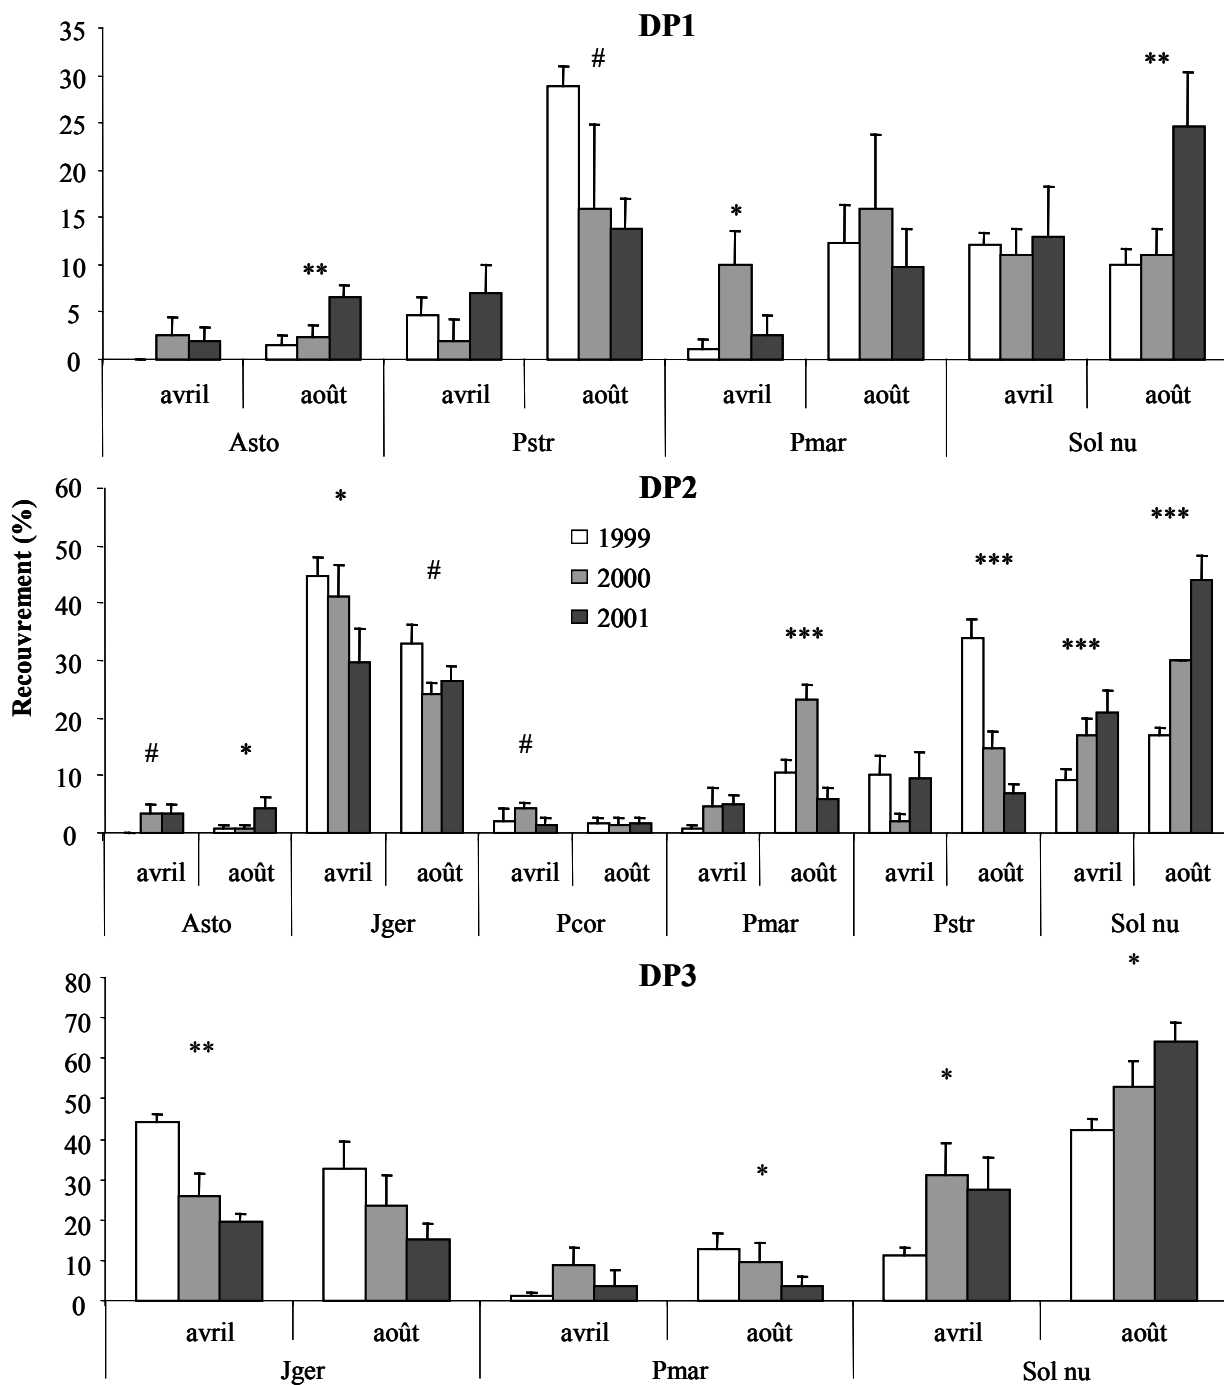 DP1
35
30
25
20
15
10
5
0
** # * **
avril août avril août avril août avril août
Asto Pstr Pmar Sol nu
DP2
Recouvrement (%)
60
50
40
30
20
10
0
1999
2000
2001
# * * # # *** *** *** ***
avril août avril août avril août avril août avril août avril août
Asto Jger Pcor Pmar Pstr Sol nu
DP3
80
70
60
50
40
30
20
10
0
** * * *
avril août avril août avril août
Jger Pmar Sol nu